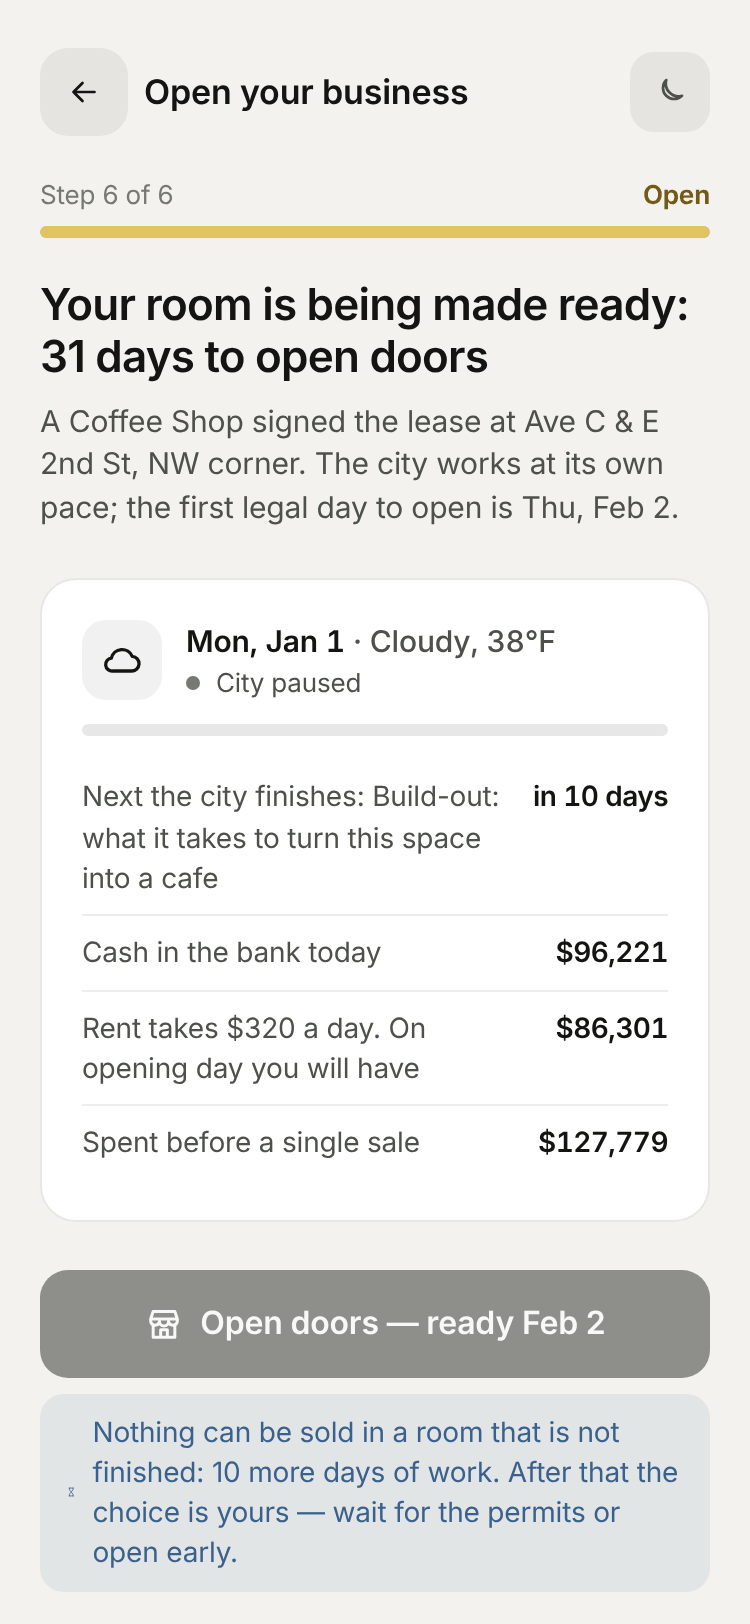 Open your business
Step 6 of 6
Open
Your room is being made ready:
31 days to open doors
A Coffee Shop signed the lease at Ave C & E
2nd St, NW corner. The city works at its own
pace; the first legal day to open is Thu, Feb 2.
Mon, Jan 1 · Cloudy, 38°F
City paused
Next the city finishes: Build-out: in 10 days
what it takes to turn this space
into a cafe
Cash in the bank today $96,221
Rent takes $320 a day. On $86,301
opening day you will have
Spent before a single sale $127,779
Open doors — ready Feb 2
Nothing can be sold in a room that is not
finished: 10 more days of work. After that the
choice is yours — wait for the permits or
open early.